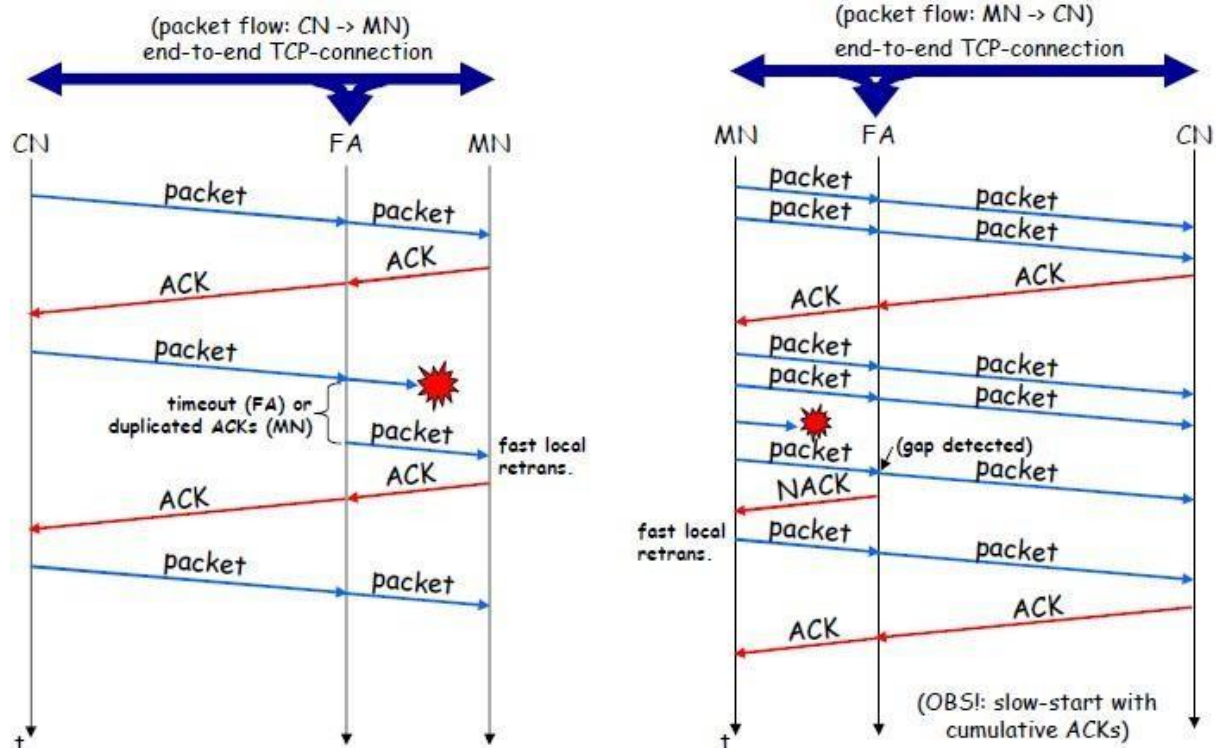 (packet flow: CN -> MN)
end-to-end TCP-connection
CN
FA
MN
packet
packet
ACK
ACK
packet
timeout (FA) or
duplicated ACKs (MN)
packet
fast local
retrans.
ACK
ACK
packet
packet
t
(packet flow: MN -> CN)
end-to-end TCP-connection
MN
FA
CN
packet
packet
packet
packet
ACK
ACK
packet
packet
packet
packet
packet
(gap detected)
packet
NACK
fast local
retrans.
packet
packet
ACK
ACK
(OBS!: slow-start with
cumulative ACKs)
t